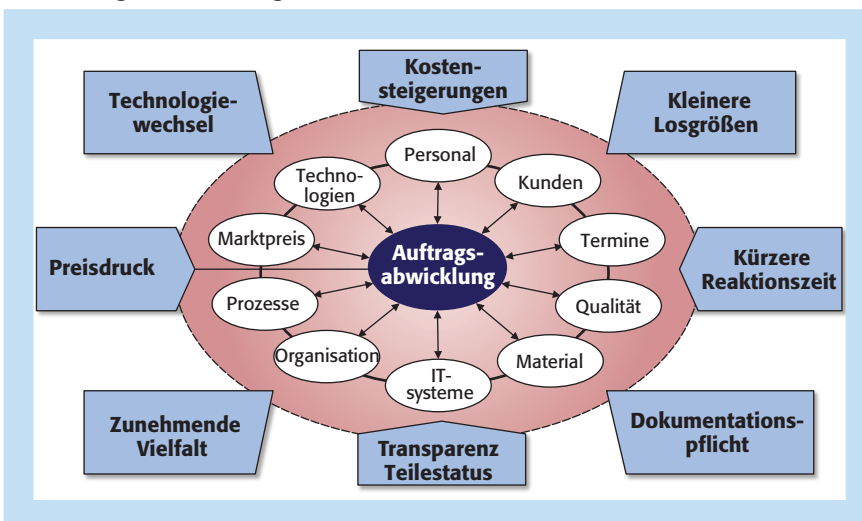 Kosten-
steigerungen
Technologie-
wechsel
Kleinere
Losgrößen
Personal
Techno-
logien
Kunden
Marktpreis
Termine
Auftrags-
abwicklung
Preisdruck
Kürzere
Reaktionszeit
Prozesse
Qualität
Organisation
Material
IT-
systeme
Zunehmende
Vielfalt
Dokumentations-
pflicht
Transparenz
Teilestatus